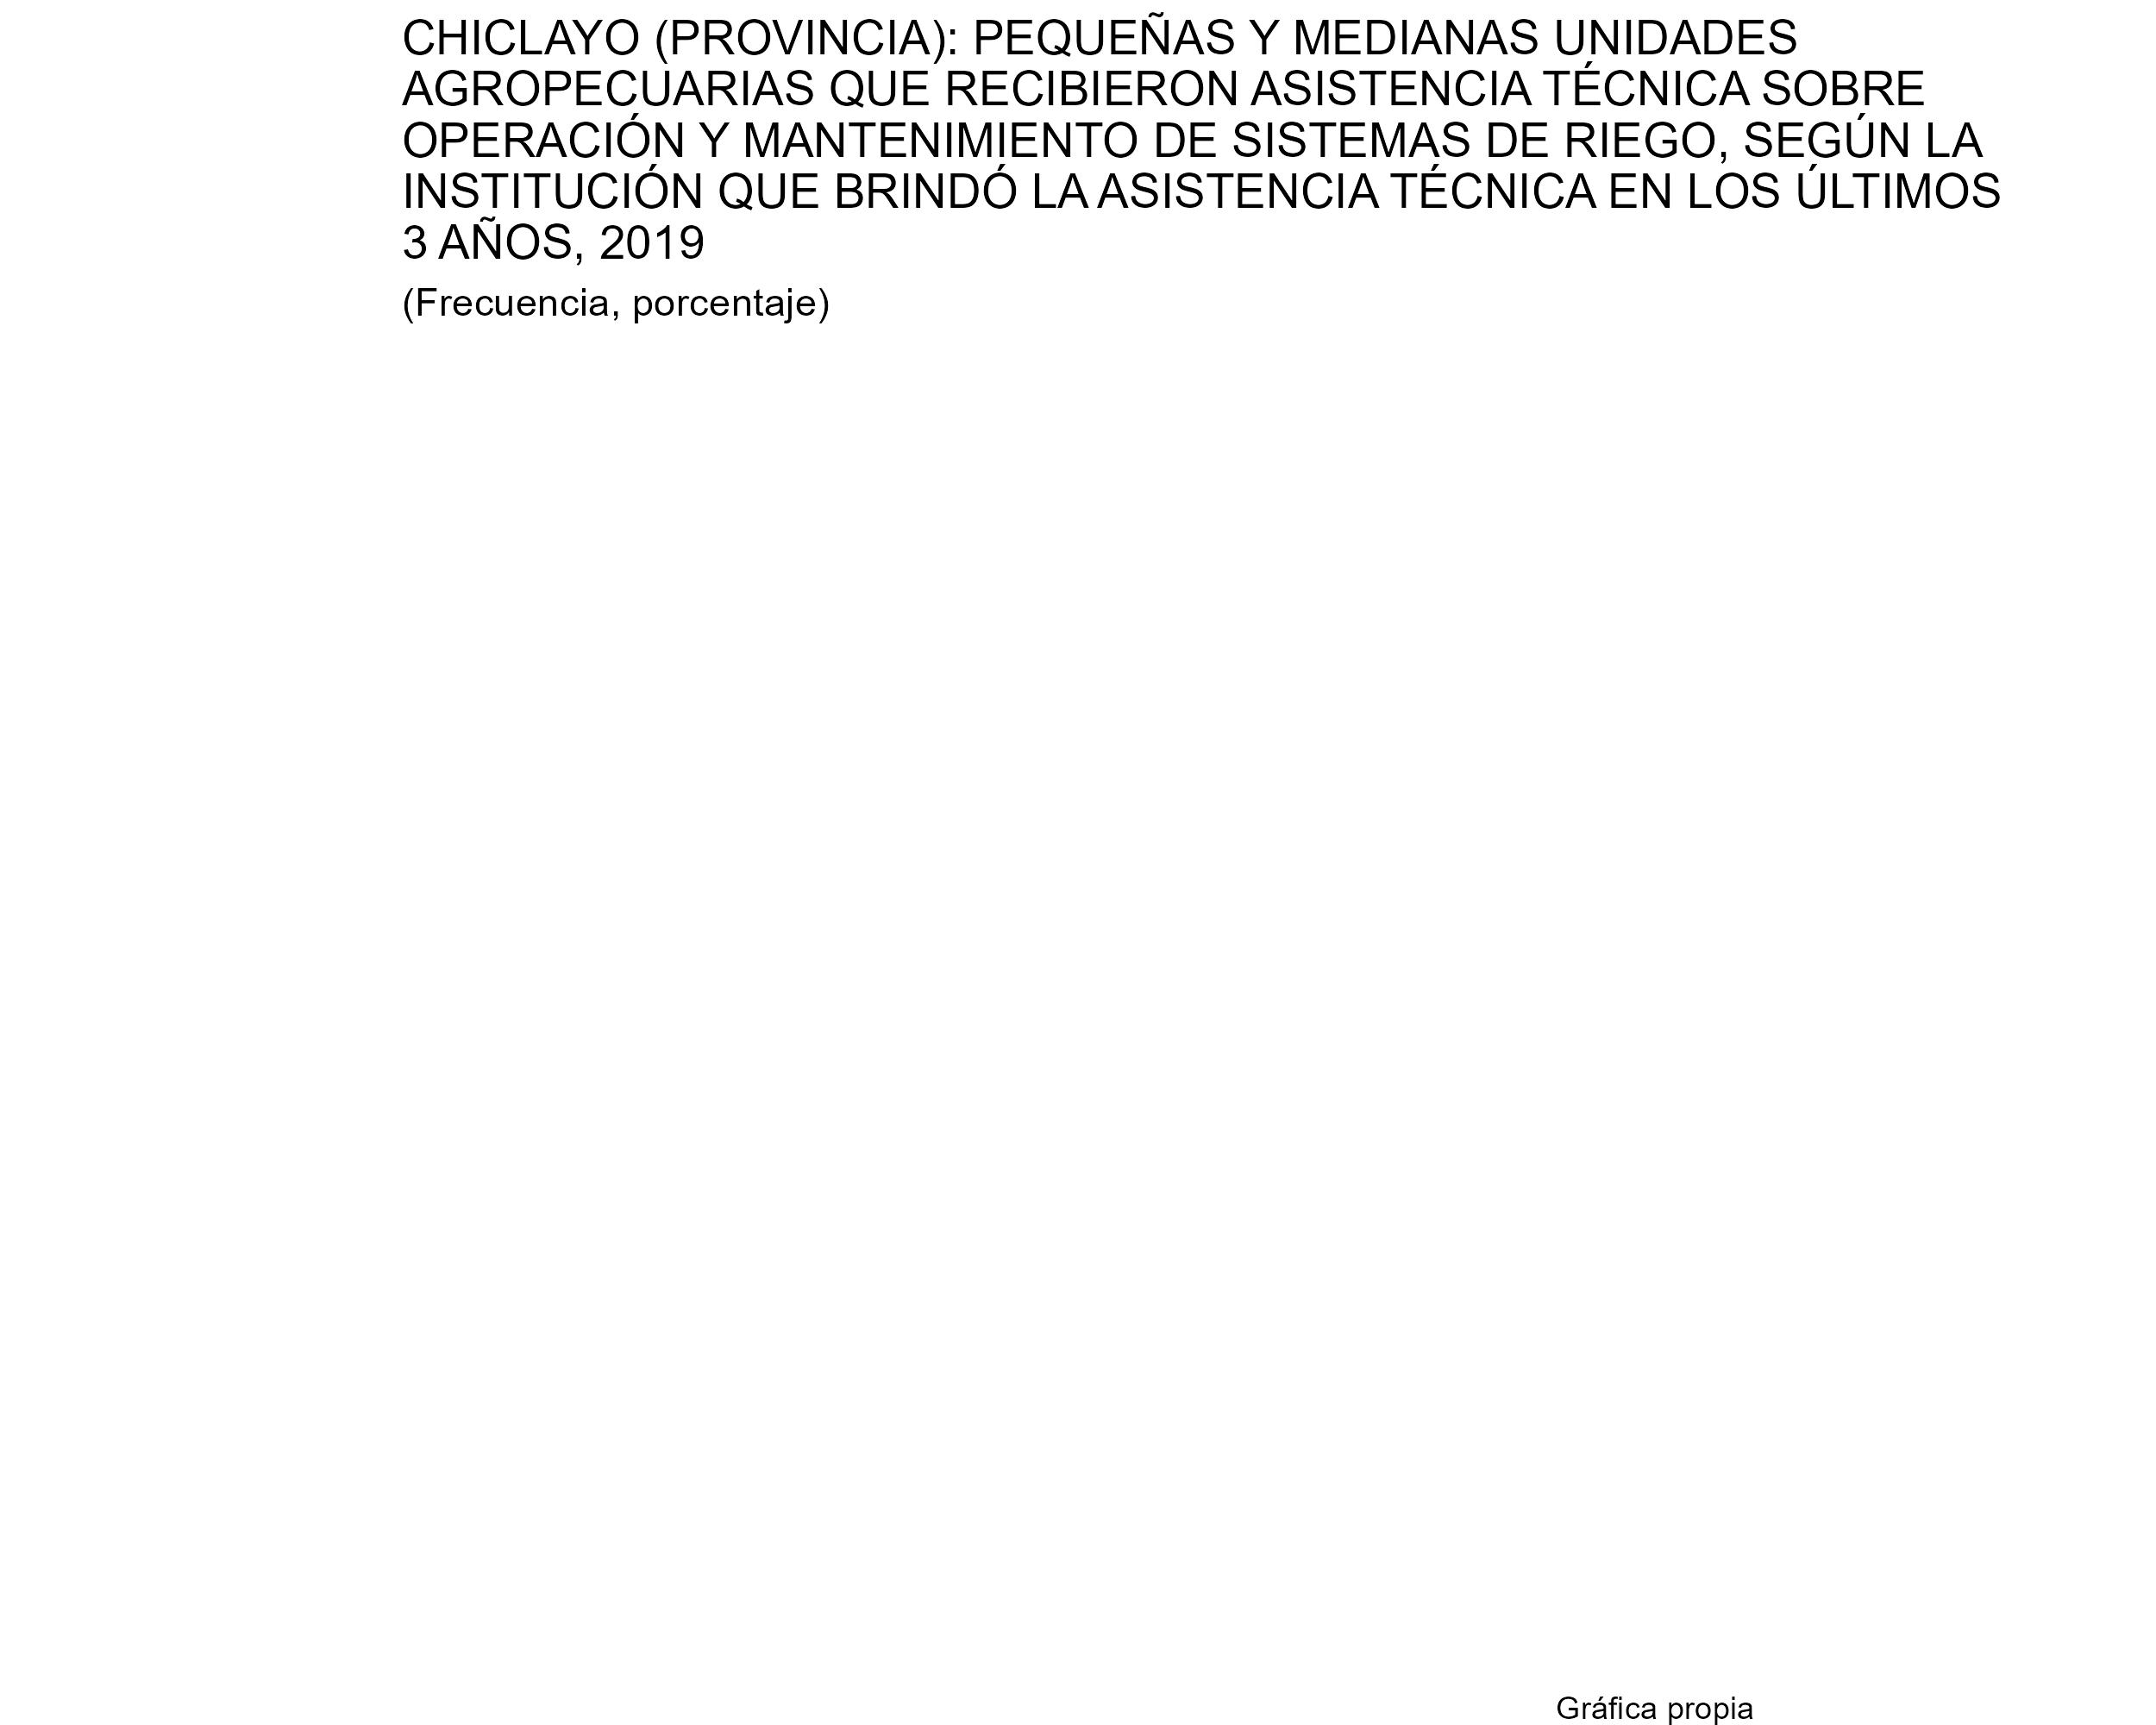 CHICLAYO (PROVINCIA): PEQUEÑAS Y MEDIANAS UNIDADES
AGROPECUARIAS QUE RECIBIERON ASISTENCIA TÉCNICA SOBRE
OPERACIÓN Y MANTENIMIENTO DE SISTEMAS DE RIEGO, SEGÚN LA
INSTITUCIÓN QUE BRINDÓ LA ASISTENCIA TÉCNICA EN LOS ÚLTIMOS
3 AÑOS, 2019
(Frecuencia, porcentaje)
Gráfica propia